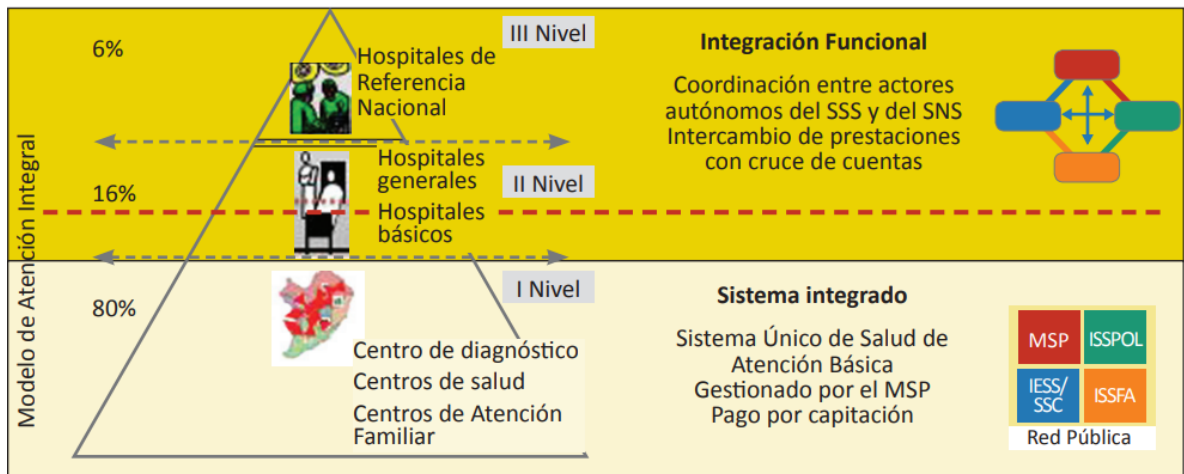 Modelo de Atención Integral
6%
III Nivel
Hospitales de
Referencia
Nacional
Integración Funcional
Coordinación entre actores
autónomos del SSS y del SNS
Intercambio de prestaciones
con cruce de cuentas
16%
Hospitales
generales
II Nivel
Hospitales
básicos
80%
I Nivel
Centro de diagnóstico
Centros de salud
Centros de Atención
Familiar
Sistema integrado
Sistema Único de Salud de
Atención Básica
Gestionado por el MSP
Pago por capitación
MSP
ISSPOL
IESS/
SSC
ISSFA
Red Pública